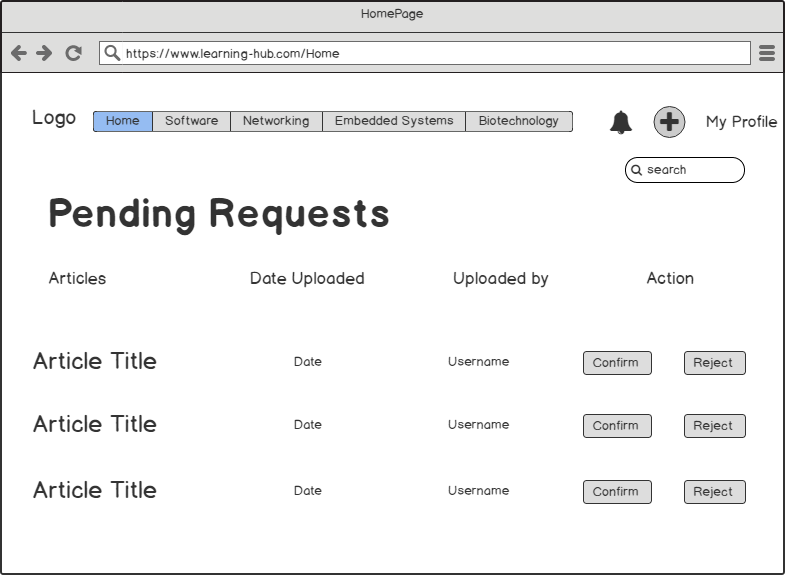 HomePage
https://www.learning-hub.com/Home
Logo Home Software Networking Embedded Systems Biotechnology My Profile
search
Pending Requests
Articles Date Uploaded Uploaded by Action
Article Title Date Username Confirm Reject
Article Title Date Username Confirm Reject
Article Title Date Username Confirm Reject